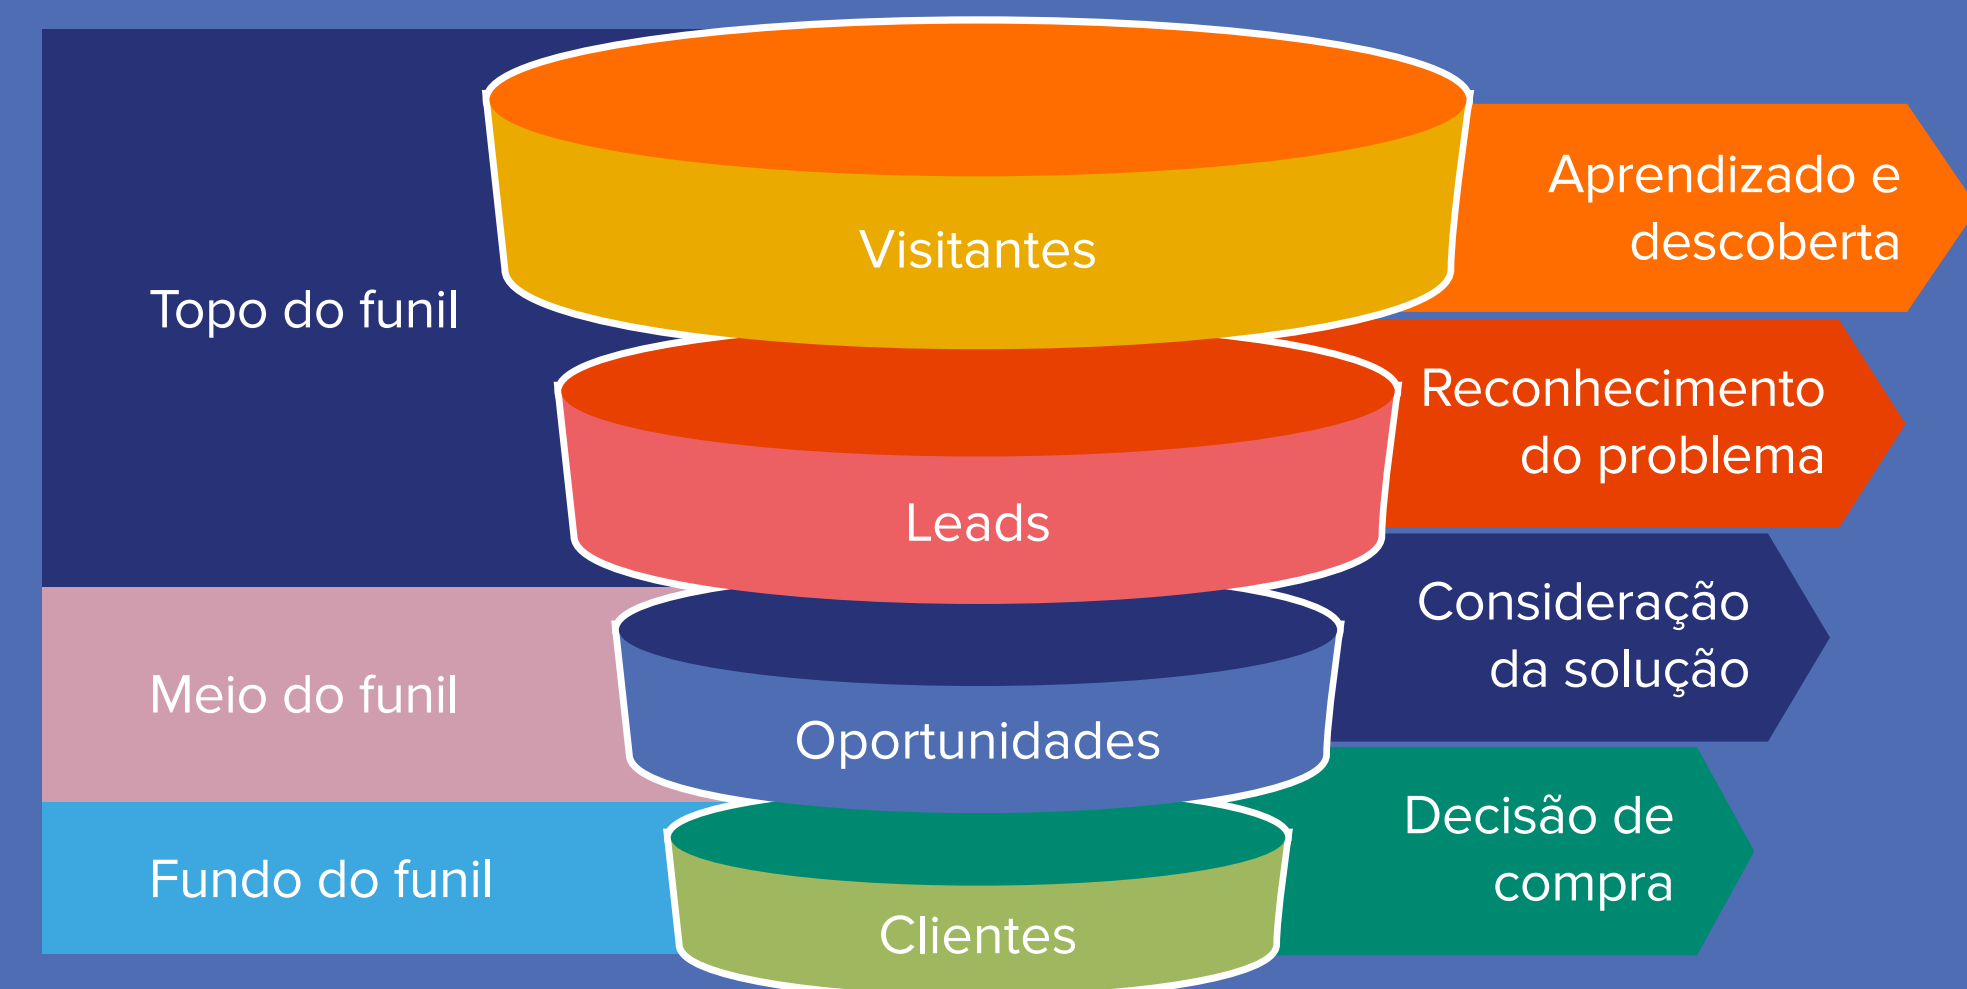 Topo do funil
Visitantes
Aprendizado e
descoberta
Leads
Reconhecimento
do problema
Meio do funil
Oportunidades
Consideração
da solução
Fundo do funil
Clientes
Decisão de
compra